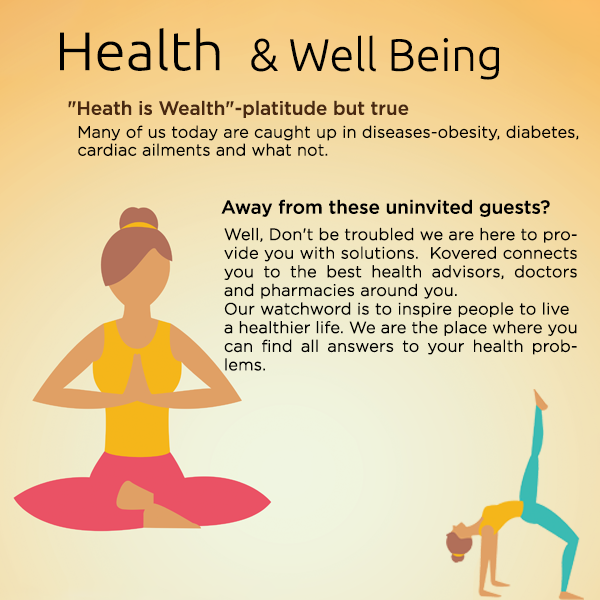 Health & Well Being
"Heath is Wealth"-platitude but true
Many of us today are caught up in diseases-obesity, diabetes,
cardiac ailments and what not.
Away from these uninvited guests?
Well, Don't be troubled we are here to pro-
vide you with solutions. Kovered connects
you to the best health advisors, doctors
and pharmacies around you.
Our watchword is to inspire people to live
a healthier life. We are the place where you
can find all answers to your health prob-
lems.